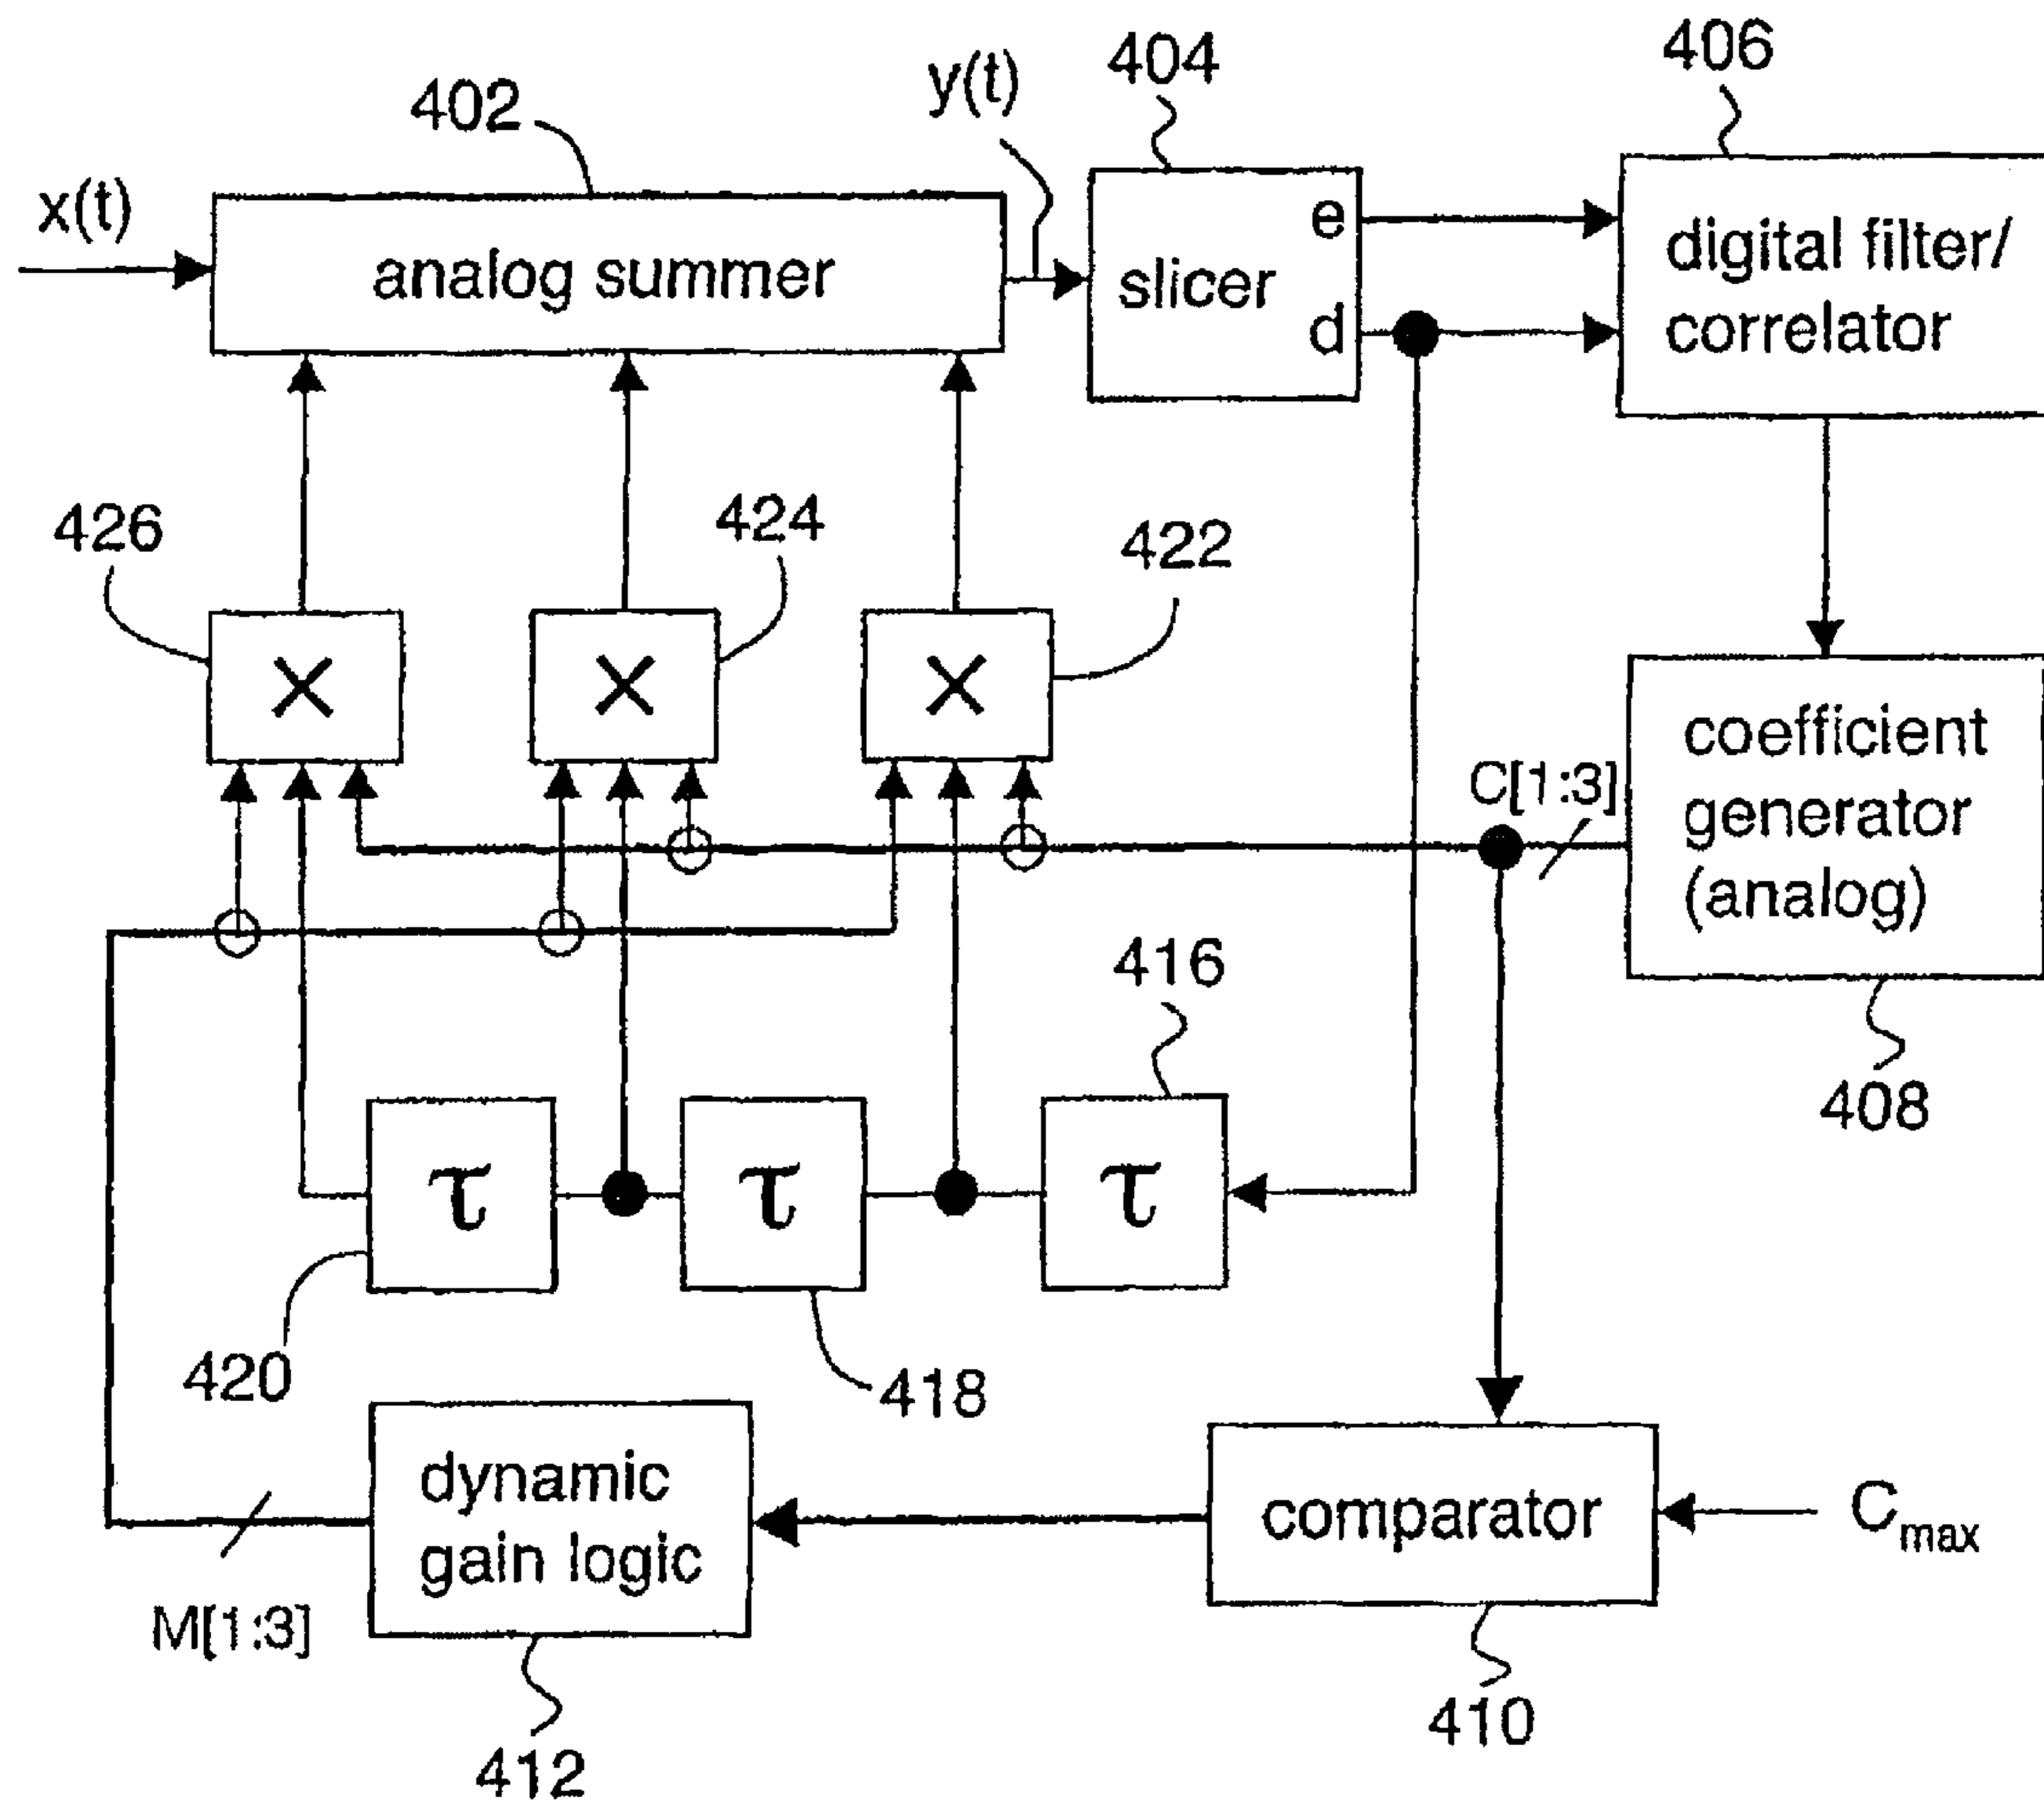 406
404
y(t)
402
x(t)
analog summer
slicer
e
d
digital filter/
correlator
426
424
422
×
×
×
coefficient
generator
(analog)
C[1:3]
416
408
τ
τ
τ
420
418
dynamic
gain logic
comparator
Cmax
M[1:3]
410
412